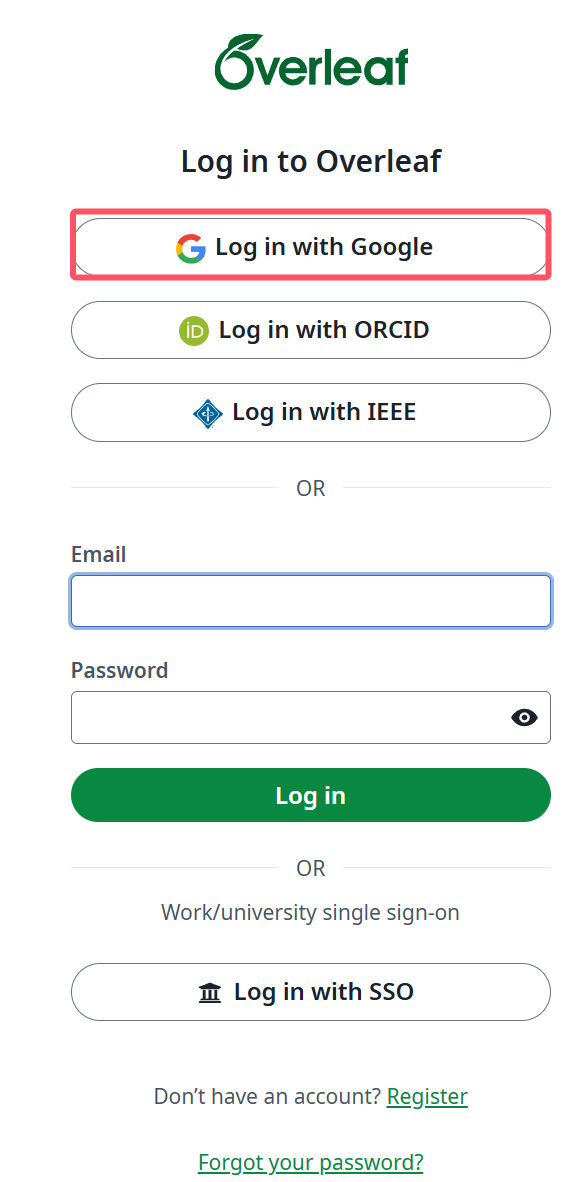 Overleaf
Log in to Overleaf
Log in with Google
iD Log in with ORCID
Log in with IEEE
OR
Email
Password
Log in
OR
Work/university single sign-on
Log in with SSO
Don’t have an account? Register
Forgot your password?